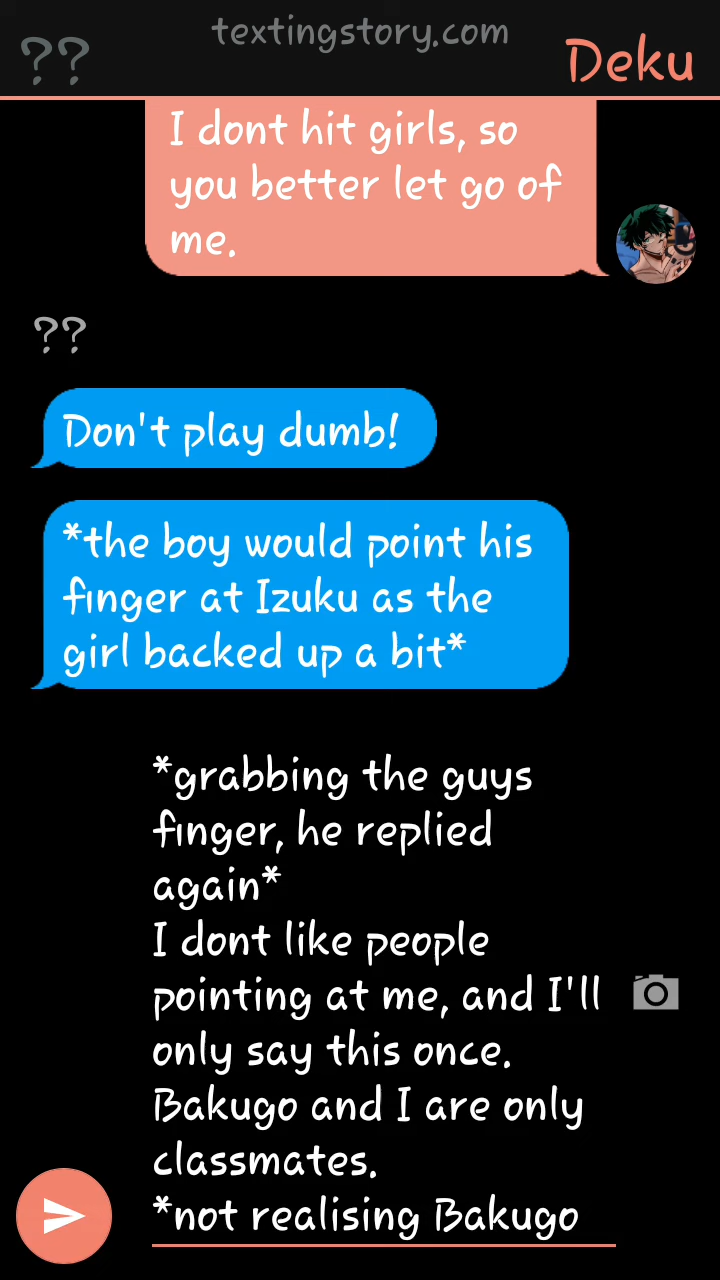 textingstory.com
??
Deku
I dont hit girls, so
you better let go of
me.
??
Don't play dumb!
*the boy would point his
finger at Izuku as the
girl backed up a bit*
*grabbing the guys
finger, he replied
again*
I dont like people
pointing at me, and I'll
only say this once.
Bakugo and I are only
classmates.
*not realising Bakugo